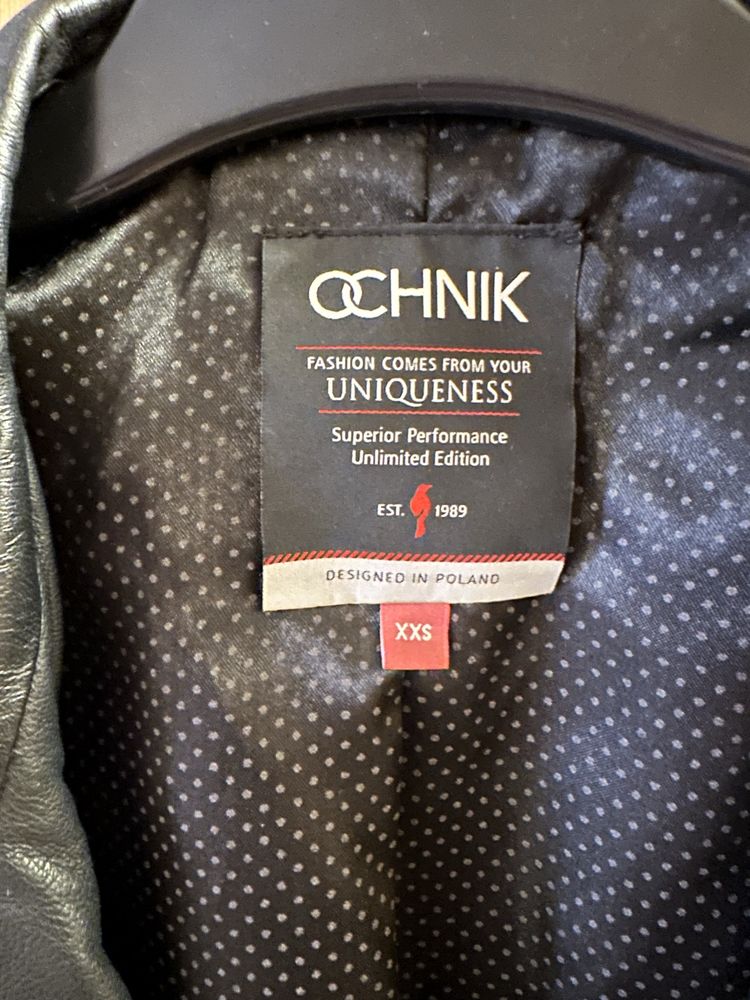 OCHNIK
FASHION COMES FROM YOUR
UNIQUENESS
Superior Performance
Unlimited Edition
EST. 1989
DESIGNED IN POLAND
XXS